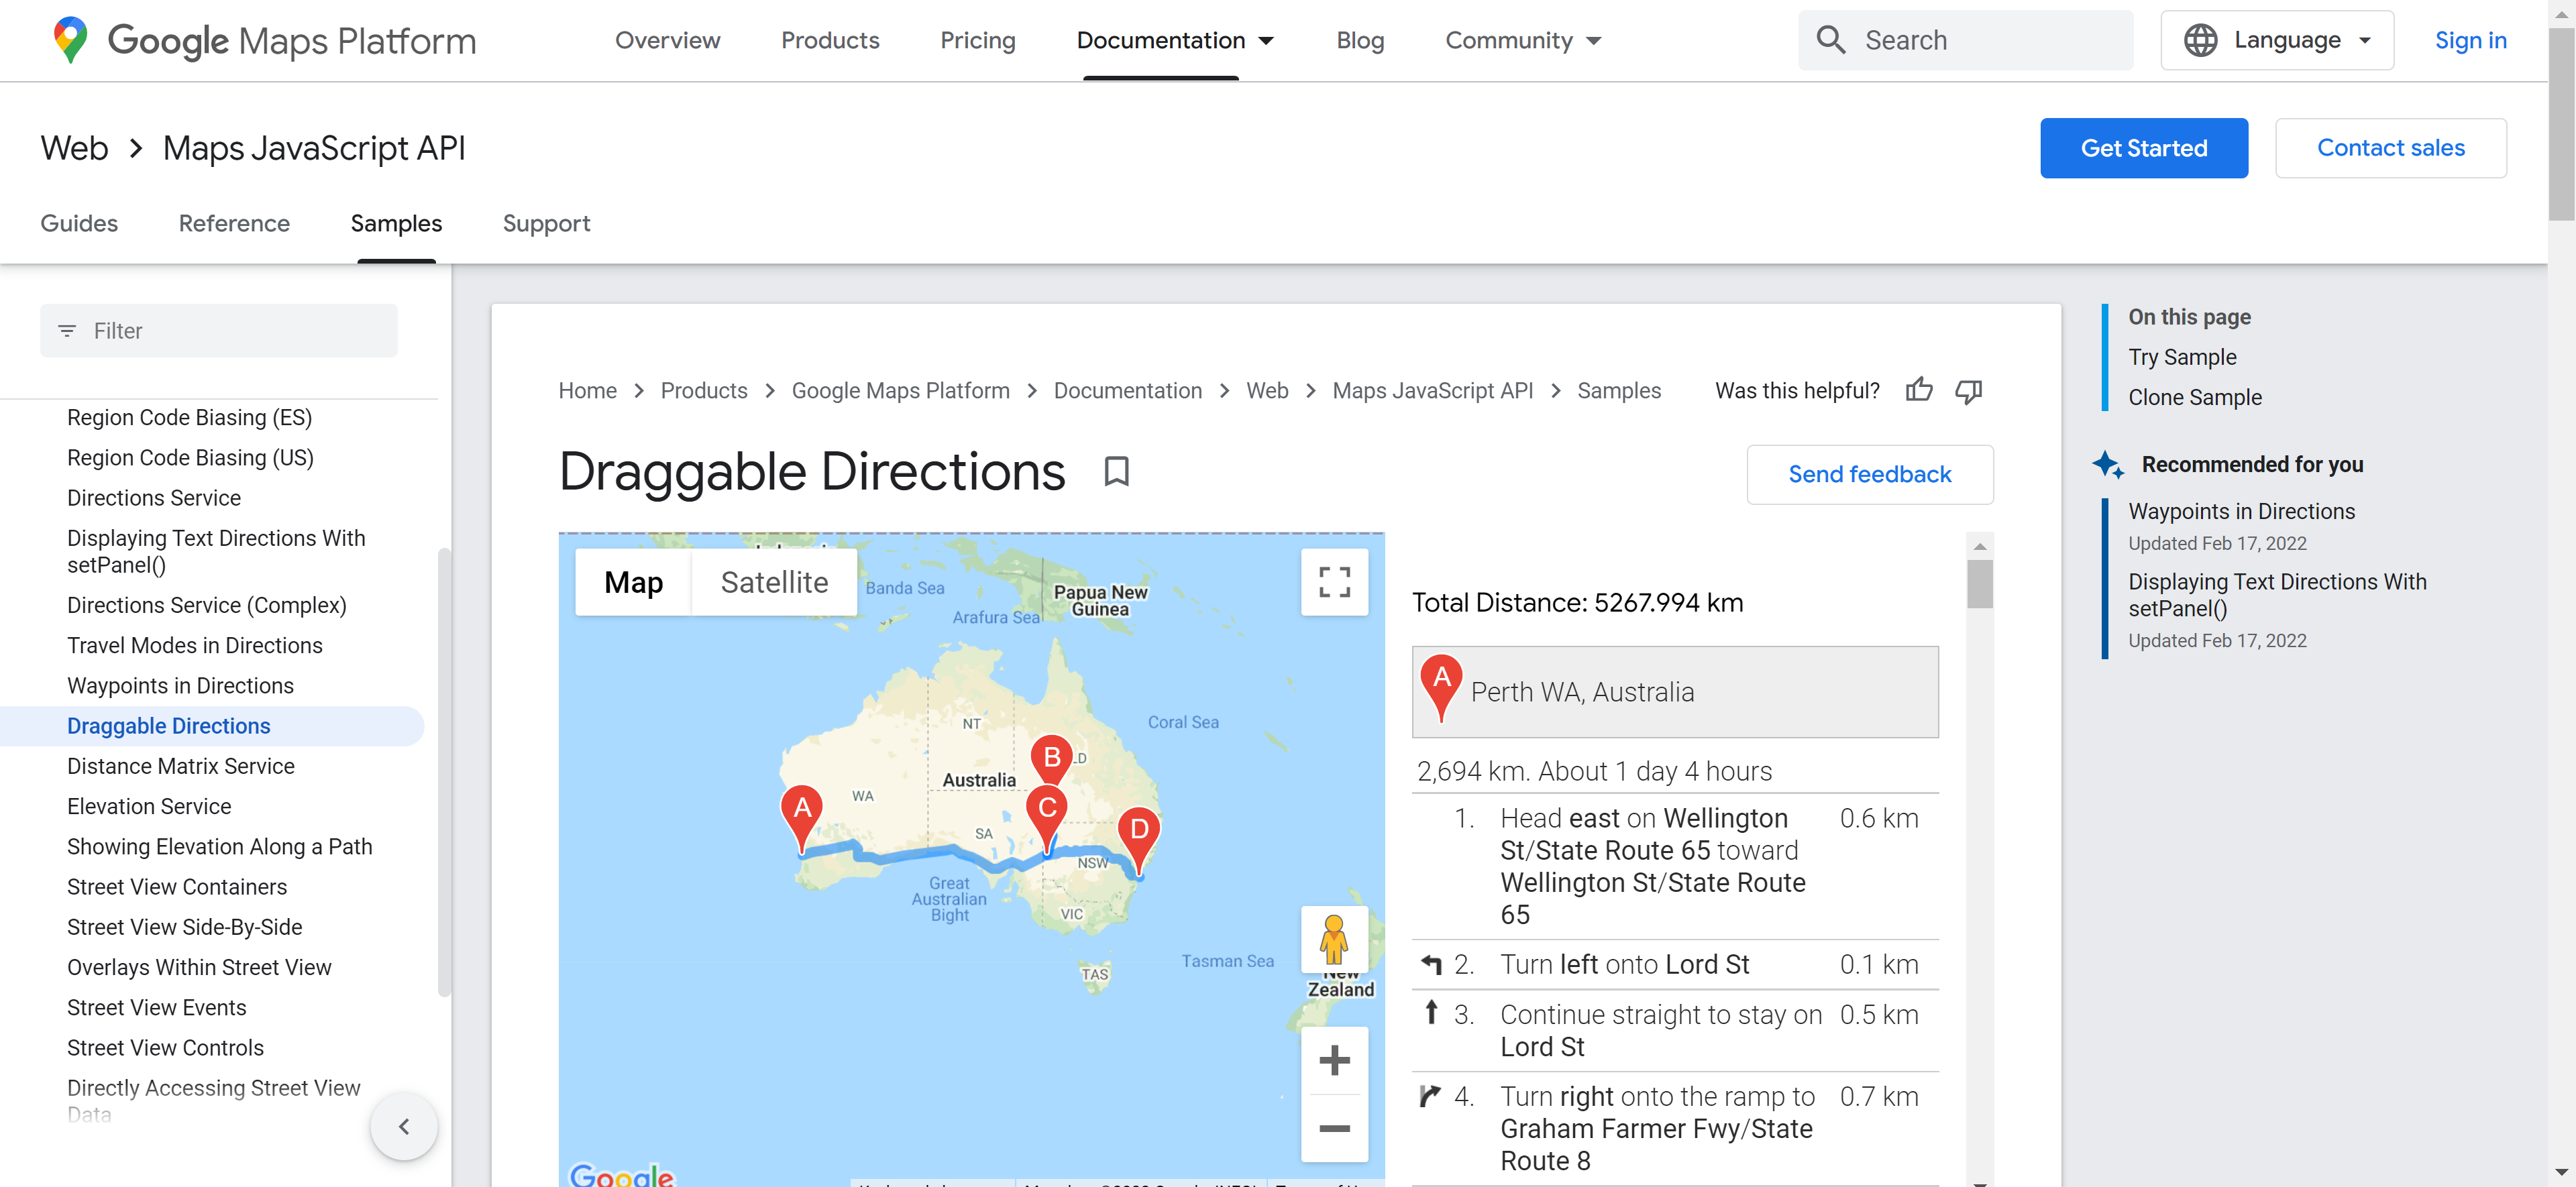 Google Maps Platform
Overview
Products
Pricing
Documentation
Blog
Community
Search
Language
Sign in
Web
Maps JavaScript API
Get Started
Contact sales
Guides
Reference
Samples
Support
Filter
Region Code Biasing (ES)
Region Code Biasing (US)
Directions Service
Displaying Text Directions With
setPanel()
Directions Service (Complex)
Travel Modes in Directions
Waypoints in Directions
Draggable Directions
Distance Matrix Service
Elevation Service
Showing Elevation Along a Path
Street View Containers
Street View Side-By-Side
Overlays Within Street View
Street View Events
Street View Controls
Directly Accessing Street View
Data
Home
Products
Google Maps Platform
Documentation
Web
Maps JavaScript API
Samples
Was this helpful?
Draggable Directions
Send feedback
Map
Satellite
Banda Sea
Arafura Sea
Papua New
Guinea
Coral Sea
NT
B
LD
Australia
WA
A
C
D
SA
NSW
Great
Australian
Bight
VIC
TAS
Tasman Sea
New
Zealand
Google
Total Distance: 5267.994 km
A
Perth WA, Australia
2,694 km. About 1 day 4 hours
1. Head east on Wellington 0.6 km
St/State Route 65 toward
Wellington St/State Route
65
2. Turn left onto Lord St 0.1 km
3. Continue straight to stay on 0.5 km
Lord St
4. Turn right onto the ramp to 0.7 km
Graham Farmer Fwy/State
Route 8
On this page
Try Sample
Clone Sample
Recommended for you
Waypoints in Directions
Updated Feb 17, 2022
Displaying Text Directions With
setPanel()
Updated Feb 17, 2022